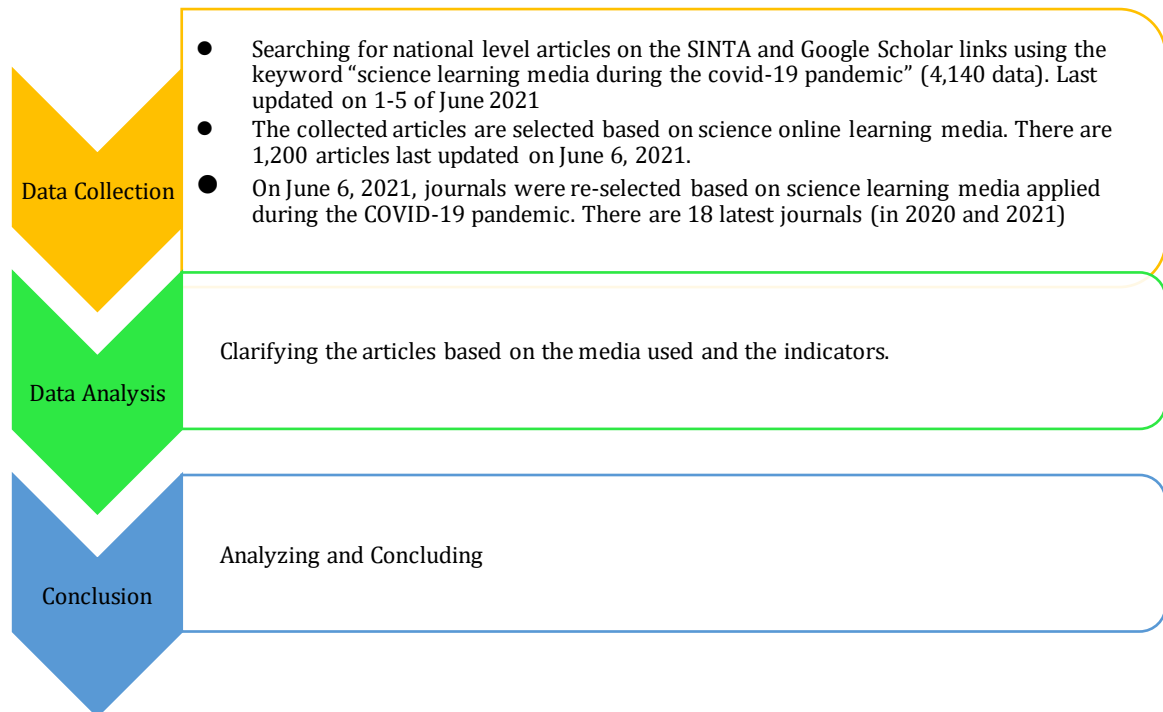 Data Collection
● Searching for national level articles on the SINTA and Google Scholar links using the
keyword “science learning media during the covid-19 pandemic” (4,140 data). Last
updated on 1-5 of June 2021
● The collected articles are selected based on science online learning media. There are
1,200 articles last updated on June 6, 2021.
● On June 6, 2021, journals were re-selected based on science learning media applied
during the COVID-19 pandemic. There are 18 latest journals (in 2020 and 2021)
Data Analysis
Clarifying the articles based on the media used and the indicators.
Conclusion
Analyzing and Concluding